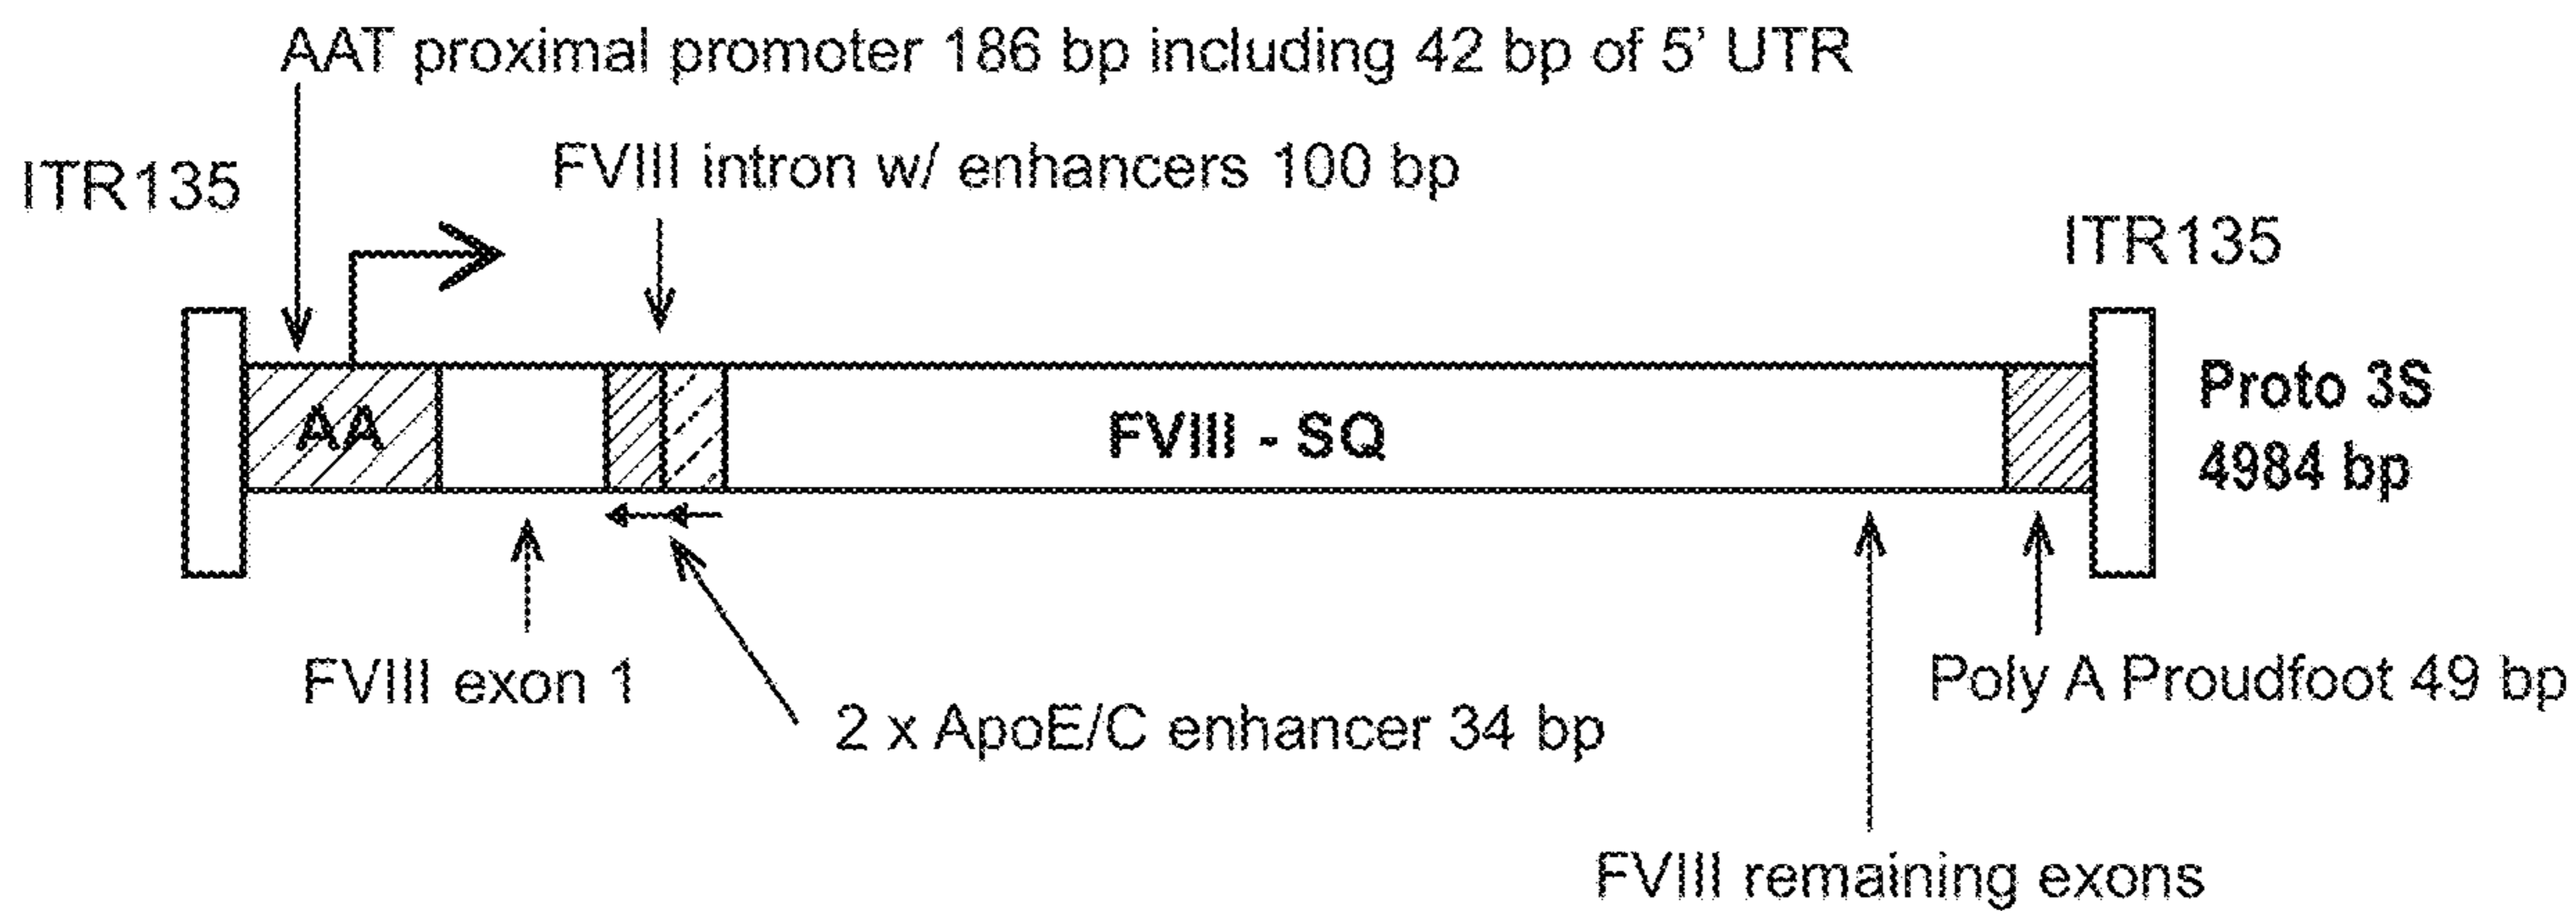 AAT proximal promoter 186 bp including 42 bp of 5' UTR
FVIII intron w/ enhancers 100 bp
ITR135
ITR135
AA
FVIII - SQ
Proto 3S
4984 bp
FVIII exon 1
2 x ApoE/C enhancer 34 bp
Poly A Proudfoot 49 bp
FVIII remaining exons